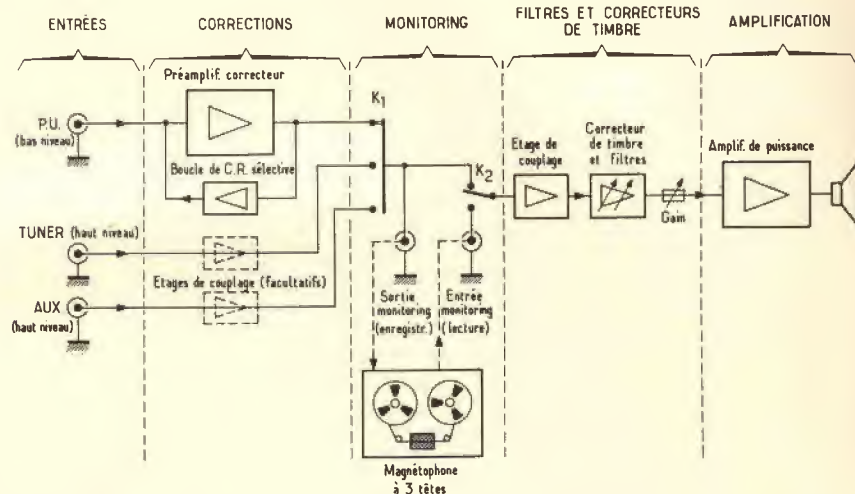 ENTRÉES
CORRECTIONS
MONITORING
FILTRES ET CORRECTEURS
DE TIMBRE
AMPLIFICATION
Préamplif. correcteur
P.U.
(bas niveau)
Boucle de C.R. sélective
K1
K2
Etage de
couplage
Correcteur
de timbre
et filtres
Gain
Amplif. de puissance
TUNER (haut niveau)
Etages de couplage (facultatifs)
AUX
(haut niveau)
Sortie
monitoring
(enregistr.)
Entrée
monitoring
(lecture)
Magnétophone
à 3 têtes